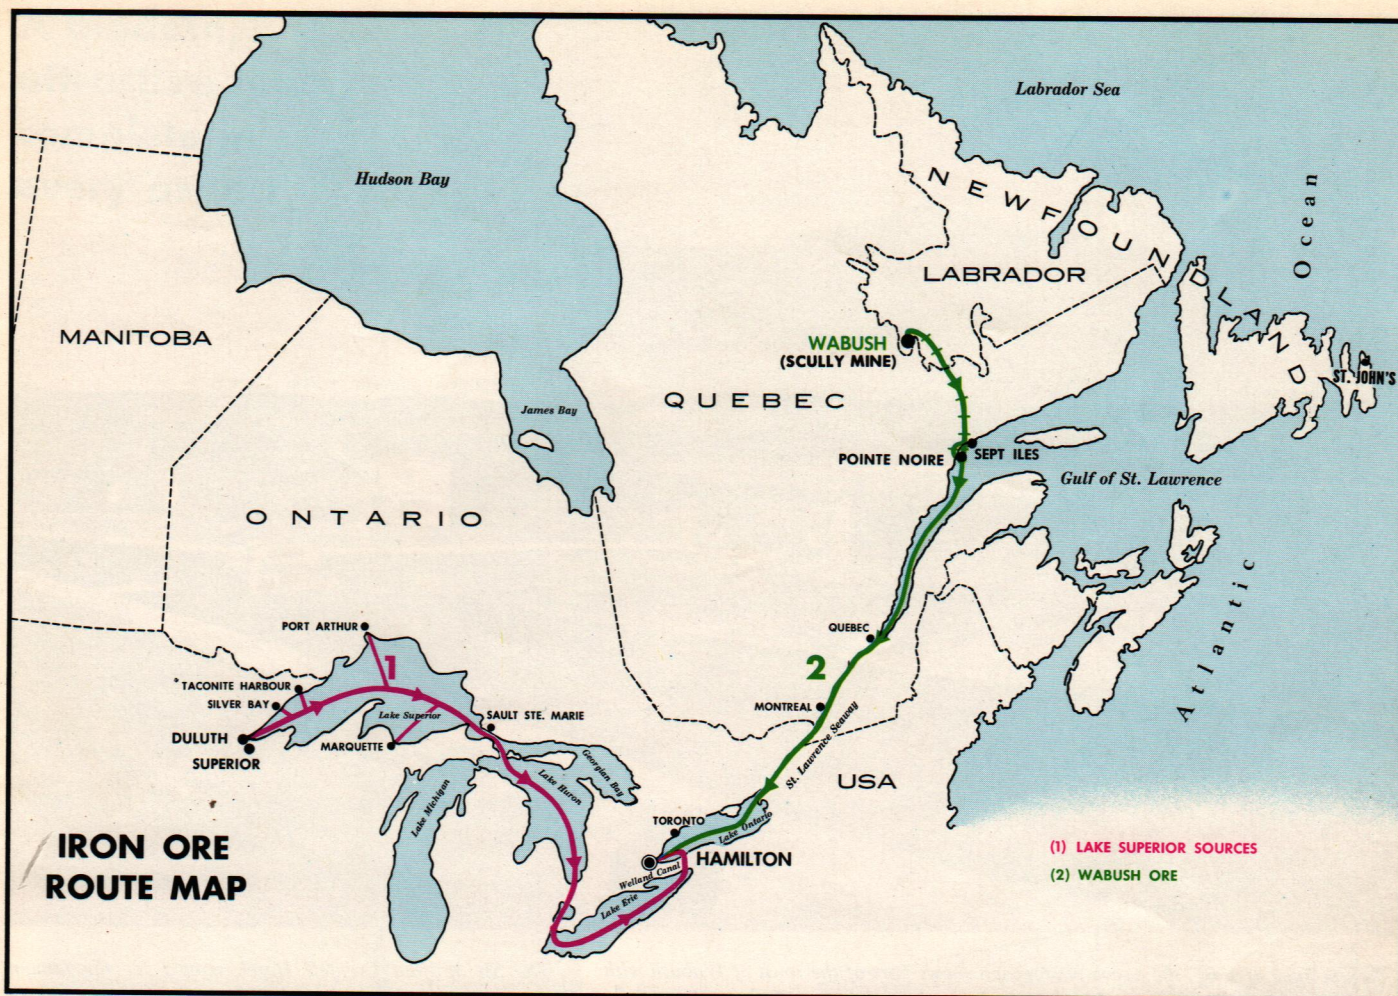 Labrador Sea
Hudson Bay
Ocean
NEWFOUNDLAND
LABRADOR
MANITOBA
WABUSH
(SCULLY MINE)
ST. JOHN'S
QUEBEC
James Bay
POINTE NOIRE
SEPT ILES
Gulf of St. Lawrence
ONTARIO
Atlantic
PORT ARTHUR
QUEBEC
1
2
TACONITE HARBOUR
SILVER BAY
MONTREAL
Lake Superior
SAULT STE. MARIE
DULUTH
MARQUETTE
SUPERIOR
St. Lawrence Seaway
Georgian Bay
Lake Huron
USA
Lake Michigan
TORONTO
Lake Ontario
HAMILTON
Welland Canal
Lake Erie
IRON ORE
ROUTE MAP
(1) LAKE SUPERIOR SOURCES
(2) WABUSH ORE